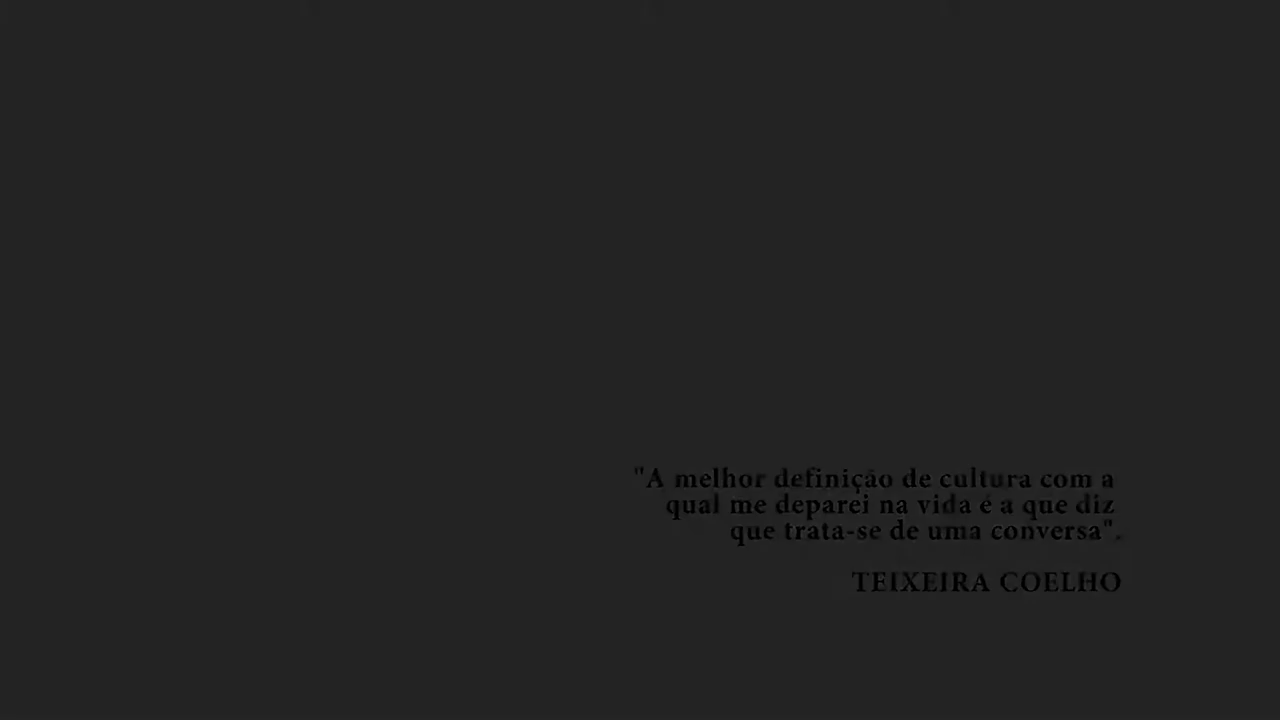 "A melhor definição de cultura com a
qual me deparei na vida é a que diz
que trata-se de uma conversa".
TEIXEIRA COELHO